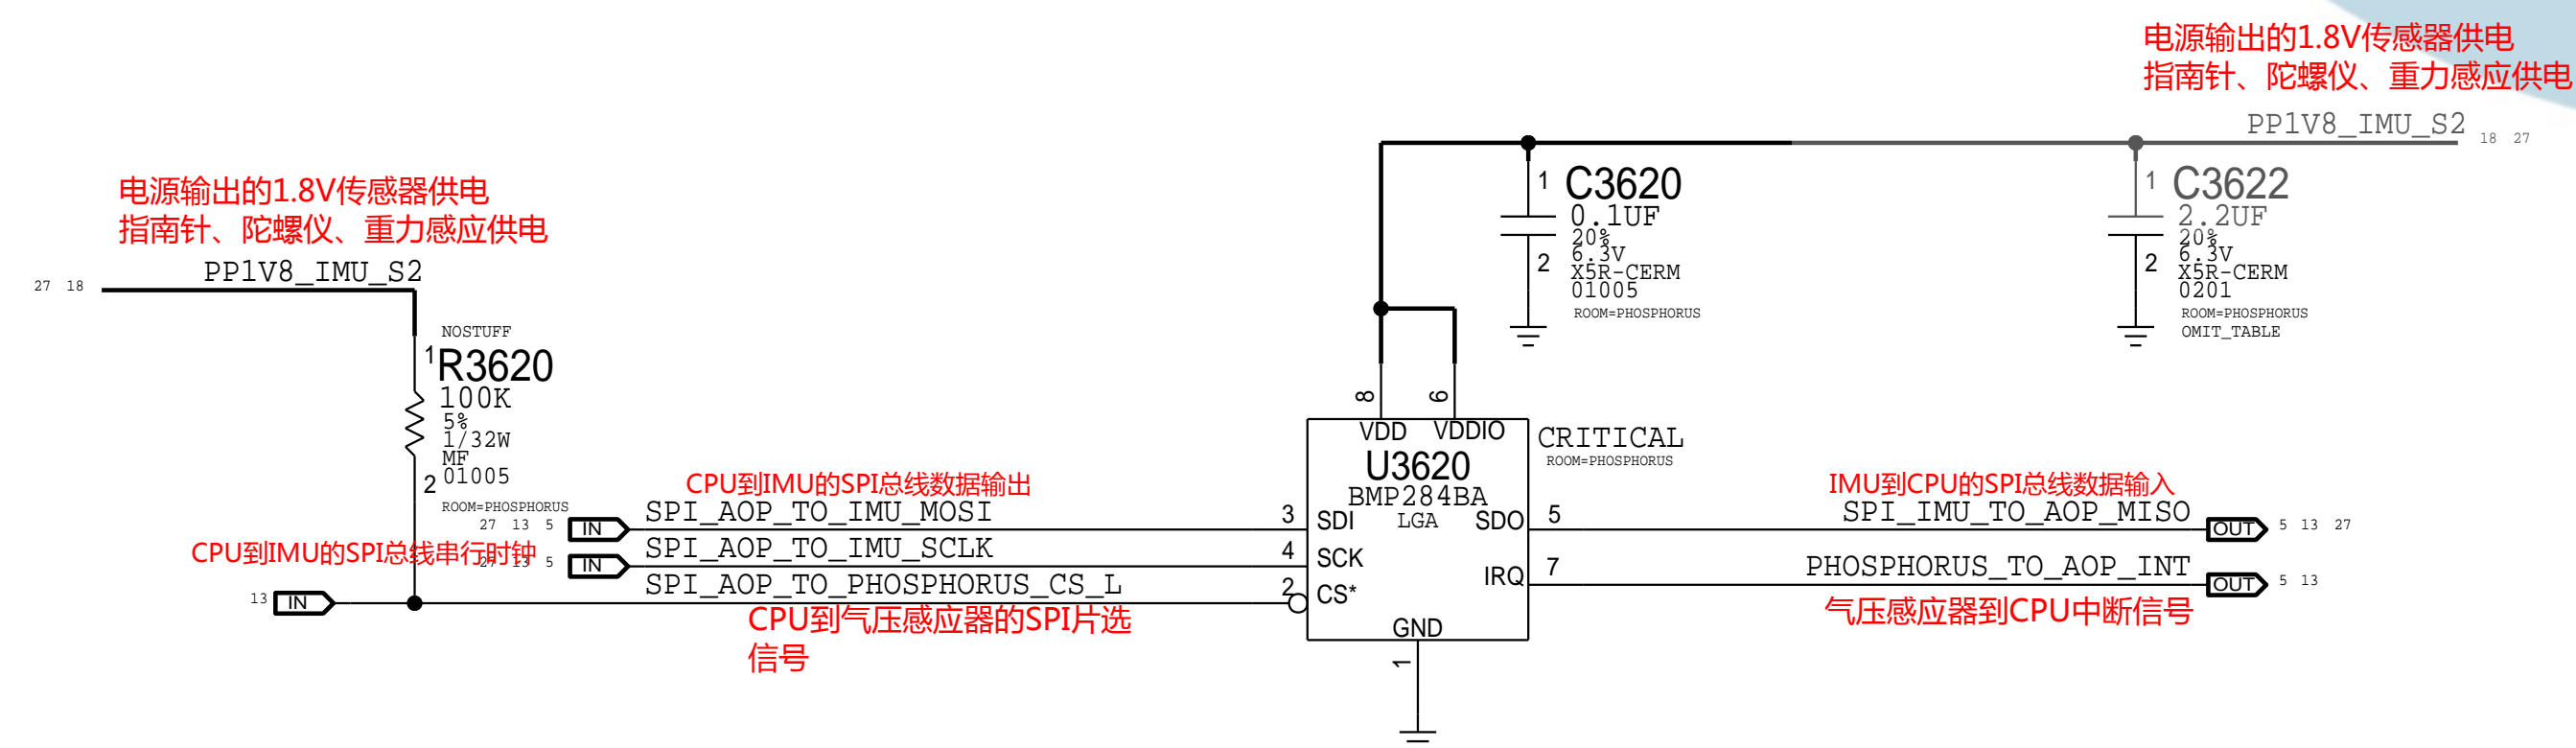 电源输出的1.8V传感器供电
指南针、陀螺仪、重力感应供电
PP1V8_IMU_S2
18 27
电源输出的1.8V传感器供电
指南针、陀螺仪、重力感应供电
PP1V8_IMU_S2
27 18
1
C3620
0.1UF
20%
6.3V
2
X5R-CERM
01005
ROOM=PHOSPHORUS
1
C3622
2.2UF
20%
6.3V
2
X5R-CERM
0201
ROOM=PHOSPHORUS
OMIT_TABLE
NOSTUFF
1
R3620
100K
5%
1/32W
MF
01005
2
ROOM=PHOSPHORUS
8
6
VDD
VDDIO
CRITICAL
ROOM=PHOSPHORUS
U3620
BMP284BA
LGA
CPU到IMU的SPI总线数据输出
27 13 5
IN
SPI_AOP_TO_IMU_MOSI
3
SDI
SDO
5
IMU到CPU的SPI总线数据输入
SPI_IMU_TO_AOP_MISO
OUT
5 13 27
CPU到IMU的SPI总线串行时钟
27 13 5
IN
SPI_AOP_TO_IMU_SCLK
4
SCK
IRQ
7
PHOSPHORUS_TO_AOP_INT
OUT
5 13
气压感应器到CPU中断信号
13
IN
SPI_AOP_TO_PHOSPHORUS_CS_L
2
CS*
CPU到气压感应器的SPI片选
信号
GND
1